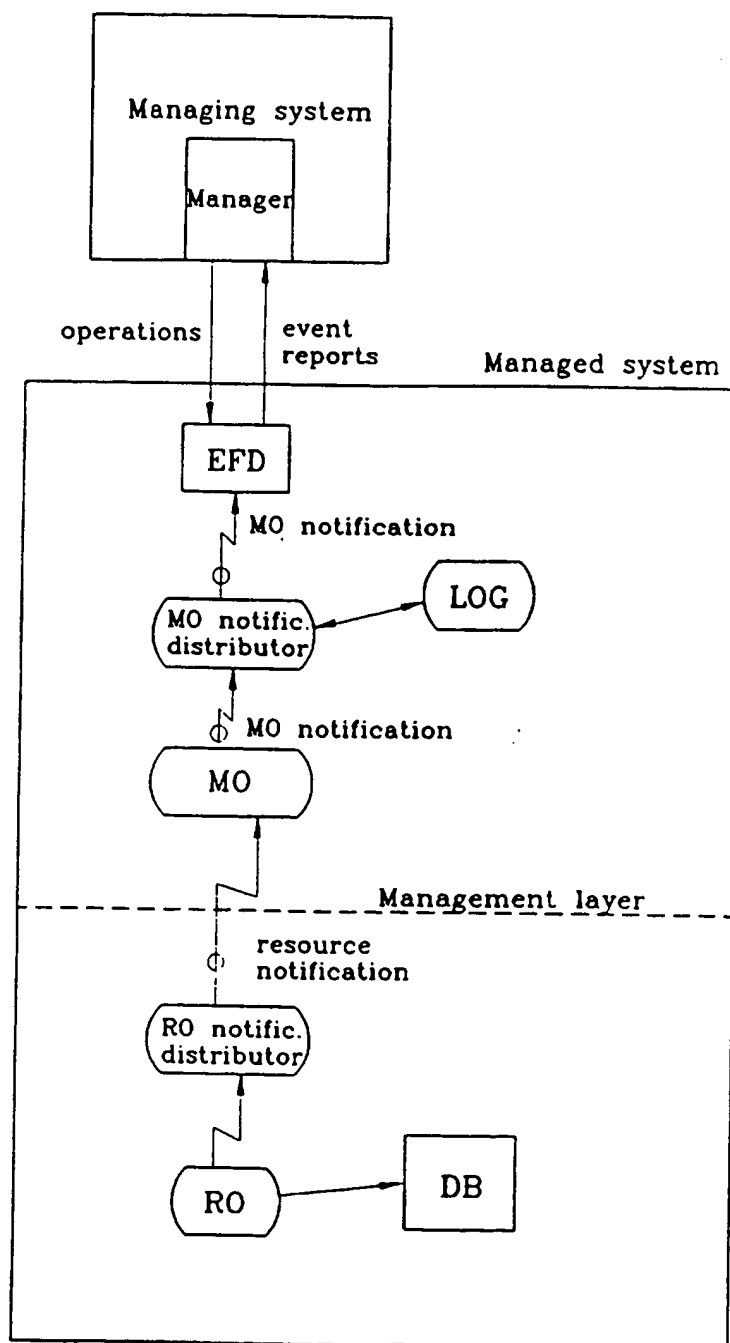 Managing system
Manager
operations
event
reports
Managed system
EFD
MO notification
LOG
MO notific.
distributor
MO notification
MO
Management layer
resource
notification
RO notific.
distributor
RO
DB